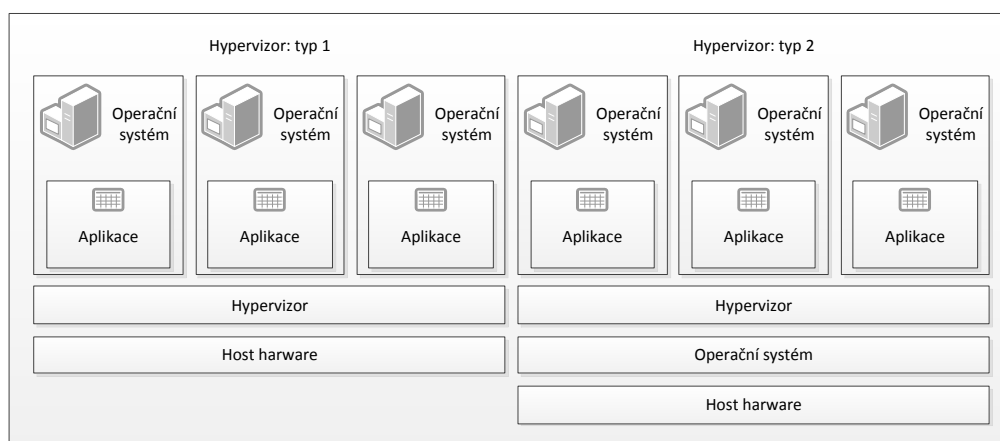 Hypervizor: typ 1
Operační
systém
Aplikace
Operační
systém
Aplikace
Operační
systém
Aplikace
Hypervizor
Host harware
Hypervizor: typ 2
Operační
systém
Aplikace
Operační
systém
Aplikace
Operační
systém
Aplikace
Hypervizor
Operační systém
Host harware